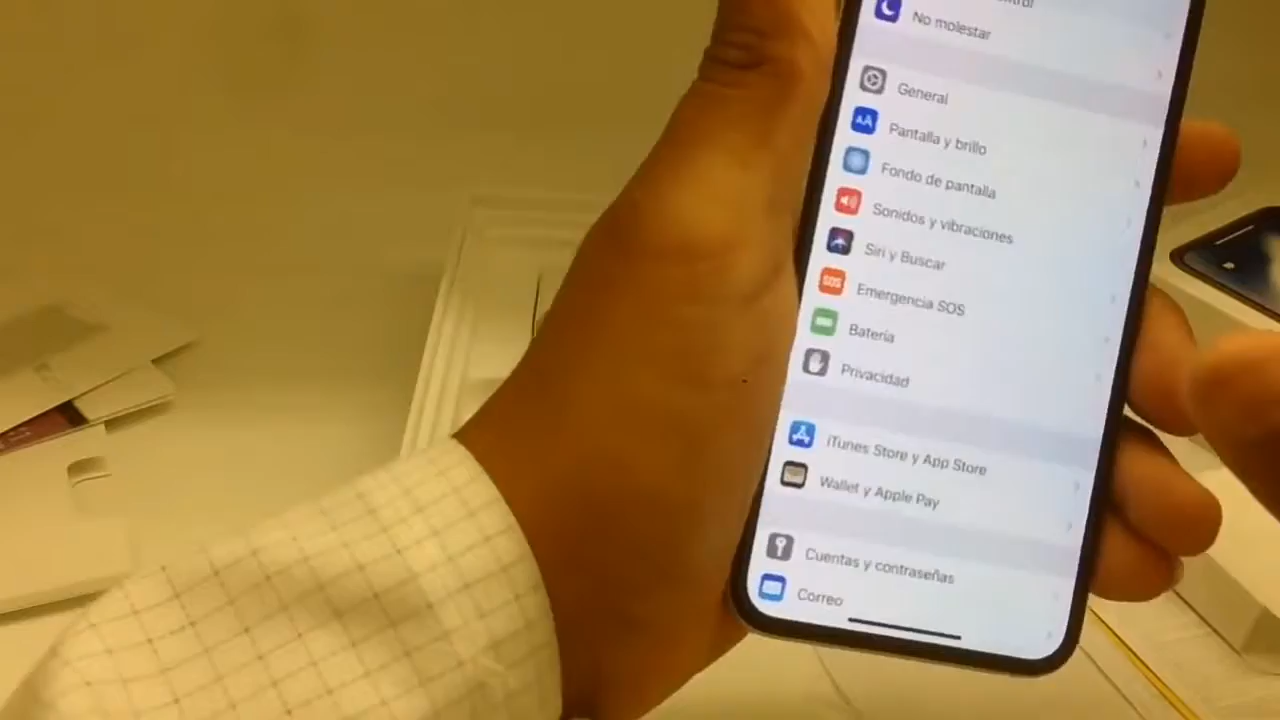 No molestar
General
AA
Pantalla y brillo
Fondo de pantalla
Sonidos y vibraciones
Siri y Buscar
SOS
Emergencia SOS
Batería
Privacidad
iTunes Store y App Store
Wallet y Apple Pay
Cuentas y contraseñas
Correo